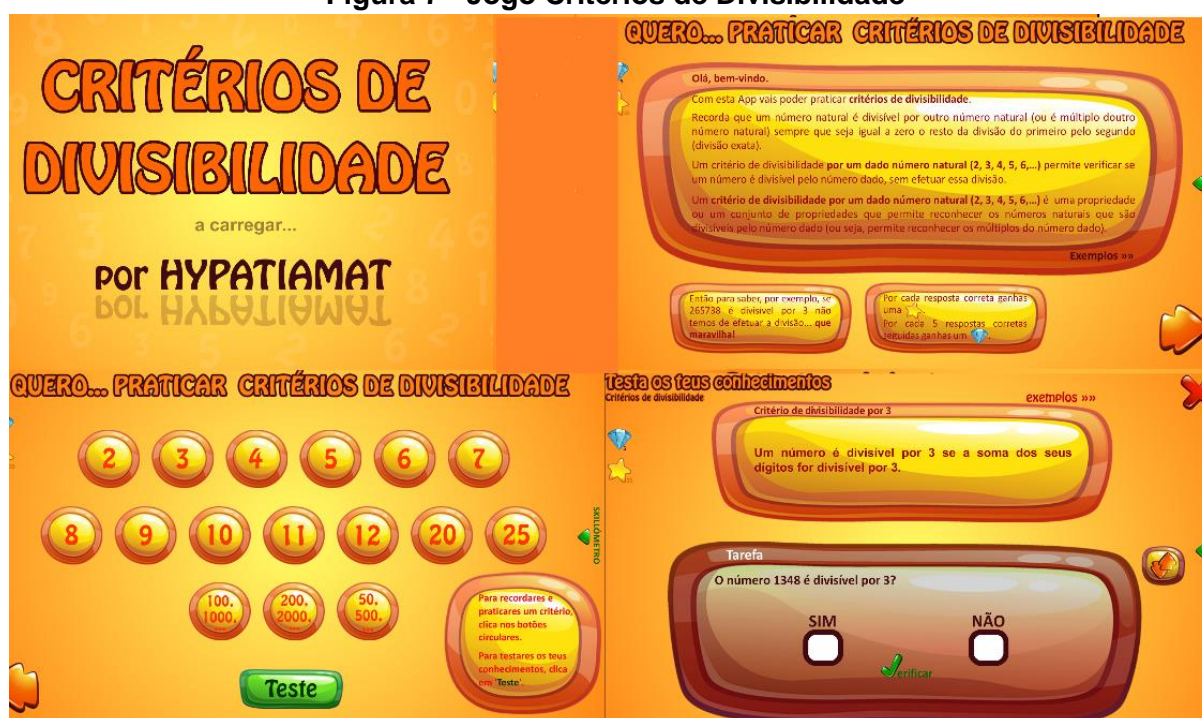 Figura 7 - Jogo Critérios de Divisibilidade
CRITÉRIOS DE
DIVISIBILIDADE
a carregar...
por HYPATIAMAT
QUERO... PRATICAR CRITÉRIOS DE DIVISIBILIDADE
Olá, bem-vindo.
Com esta App vais poder praticar critérios de divisibilidade.
Recorda que um número natural é divisível por outro número natural (ou é múltiplo doutro
número natural) sempre que seja igual a zero o resto da divisão do primeiro pelo segundo
(divisão exata).
Um critério de divisibilidade por um dado número natural (2, 3, 4, 5, 6,...) permite verificar se
um número é divisível pelo número dado, sem efetuar essa divisão.
Um critério de divisibilidade por um dado número natural (2, 3, 4, 5, 6,...) é uma propriedade
ou um conjunto de propriedades que permite reconhecer os números naturais que são
divisíveis pelo número dado (ou seja, permite reconhecer os múltiplos do número dado).
Exemplos »»
Então para saber, por exemplo, se
265738 é divisível por 3 não
temos de efetuar a divisão... que
maravilha!
Por cada resposta correta ganhas
uma
Por cada 5 respostas corretas
seguidas ganhas um
QUERO... PRATICAR CRITÉRIOS DE DIVISIBILIDADE
2 3 4 5 6 7
8 9 10 11 12 20 25
100, 200, 50,
1000, 2000, 500,
... ... ...
SKILLÓMETRO
Para recordares e
praticares um critério,
clica nos botões
circulares.
Para testares os teus
conhecimentos, clica
em 'Teste'.
Teste
Testa os teus conhecimentos
Critérios de divisibilidade
exemplos »»
Critério de divisibilidade por 3
Um número é divisível por 3 se a soma dos seus
dígitos for divisível por 3.
Tarefa
O número 1348 é divisível por 3?
SIM NÃO
Verificar